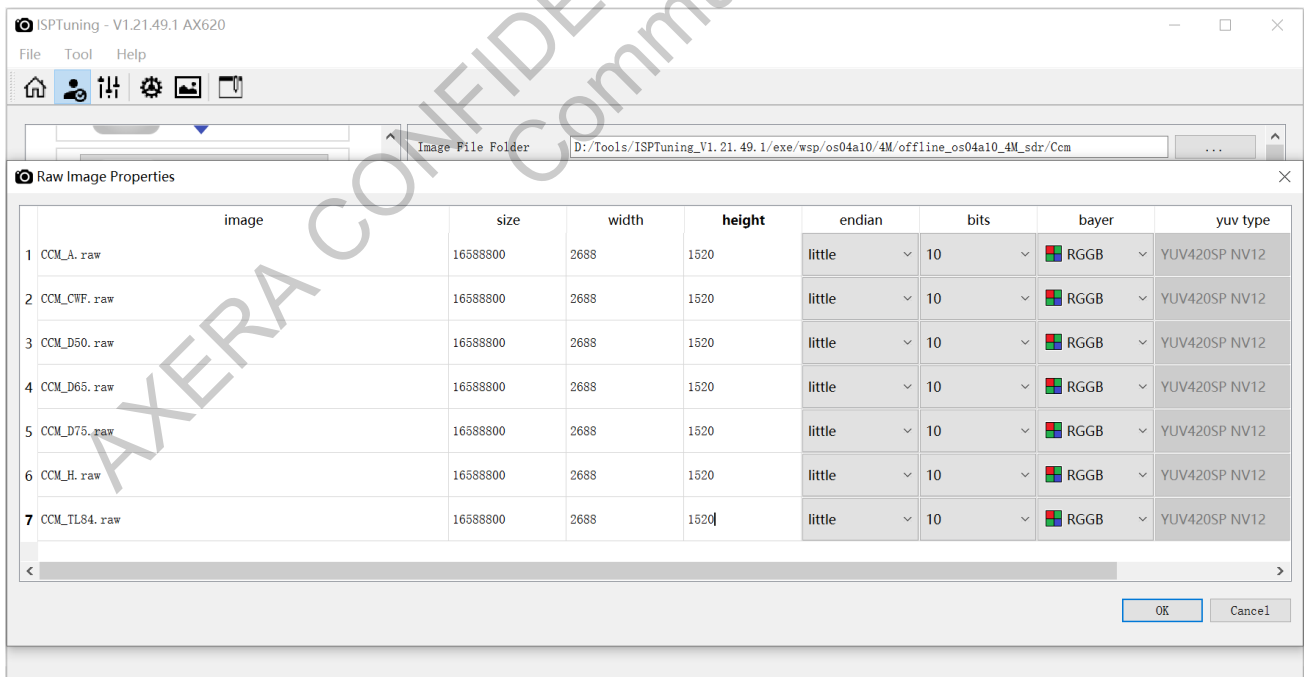 ISPTuning - V1.21.49.1 AX620
File Tool Help
Image File Folder D:/Tools/ISPTuning_V1.21.49.1/exe/wsp/os04a10/4M/offline_os04a10_4M_sdr/Ccm ...
Raw Image Properties
image size width height endian bits bayer yuv type
1 CCM_A.raw 16588800 2688 1520 little 10 RGGB YUV420SP NV12
2 CCM_CWF.raw 16588800 2688 1520 little 10 RGGB YUV420SP NV12
3 CCM_D50.raw 16588800 2688 1520 little 10 RGGB YUV420SP NV12
4 CCM_D65.raw 16588800 2688 1520 little 10 RGGB YUV420SP NV12
5 CCM_D75.raw 16588800 2688 1520 little 10 RGGB YUV420SP NV12
6 CCM_H.raw 16588800 2688 1520 little 10 RGGB YUV420SP NV12
7 CCM_TL84.raw 16588800 2688 1520 little 10 RGGB YUV420SP NV12
OK Cancel
AXERA CONFIDE
Comm